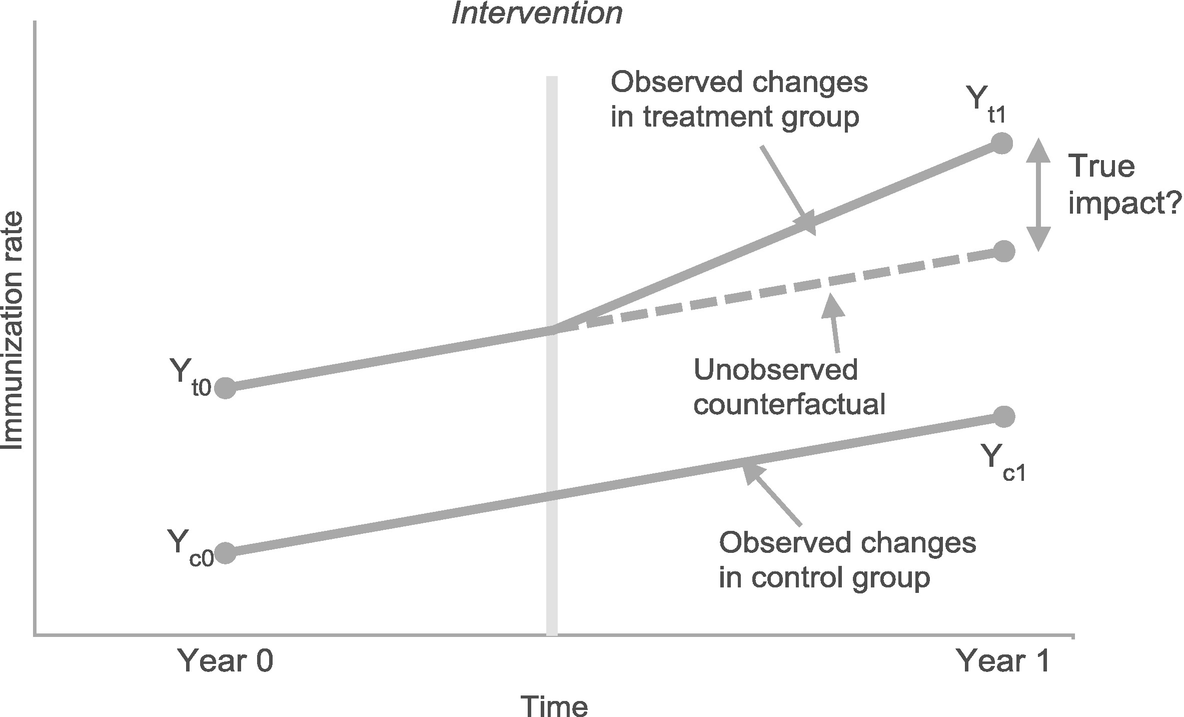 Intervention
Observed changes
in treatment group
Yt1
True
impact?
Immunization rate
Yt0
Unobserved
counterfactual
Yc1
Yc0
Observed changes
in control group
Year 0
Year 1
Time